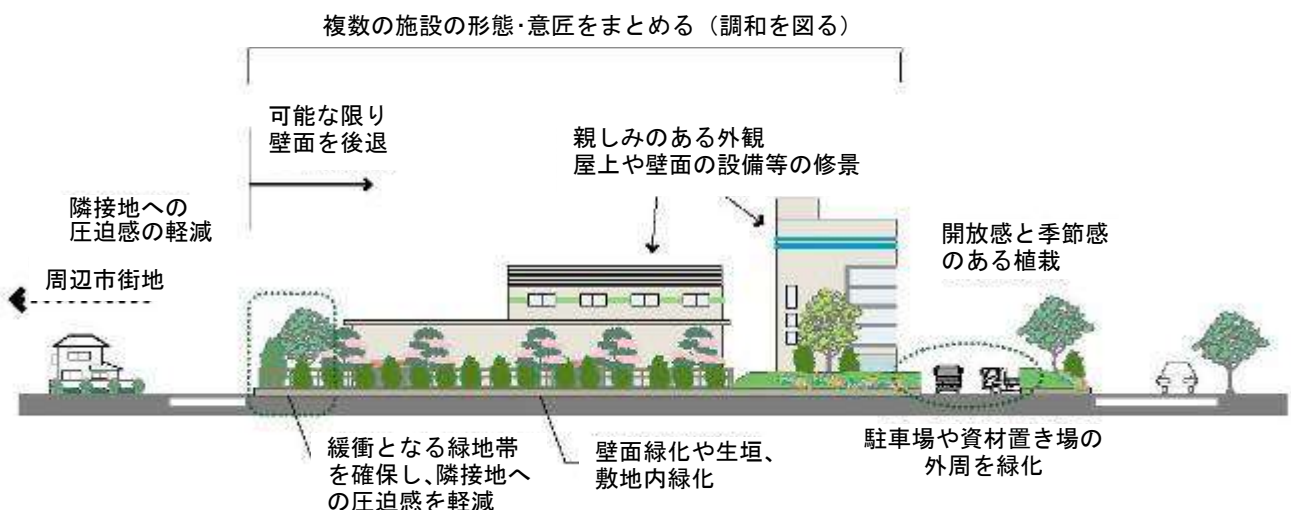 複数の施設の形態･意匠をまとめる（調和を図る）
可能な限り
壁面を後退
親しみのある外観
屋上や壁面の設備等の修景
隣接地への
圧迫感の軽減
開放感と季節感
のある植栽
周辺市街地
緩衝となる緑地帯
を確保し、隣接地へ
の圧迫感を軽減
壁面緑化や生垣、
敷地内緑化
駐車場や資材置き場の
外周を緑化